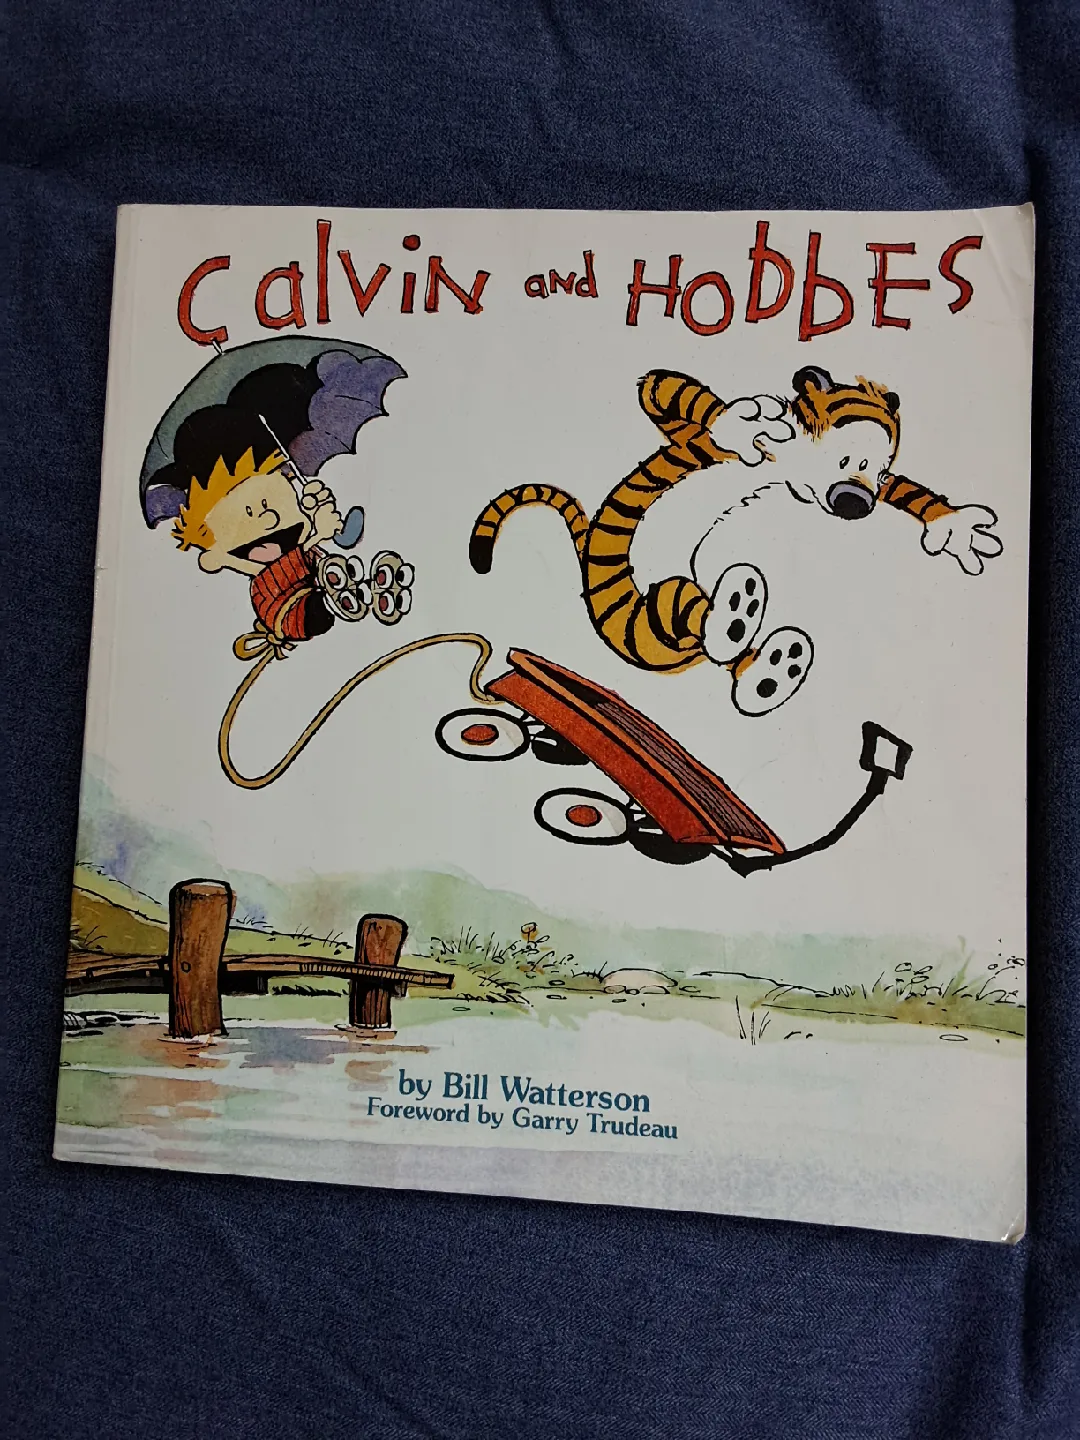 Calvin and Hobbes
by Bill Watterson
Foreword by Garry Trudeau